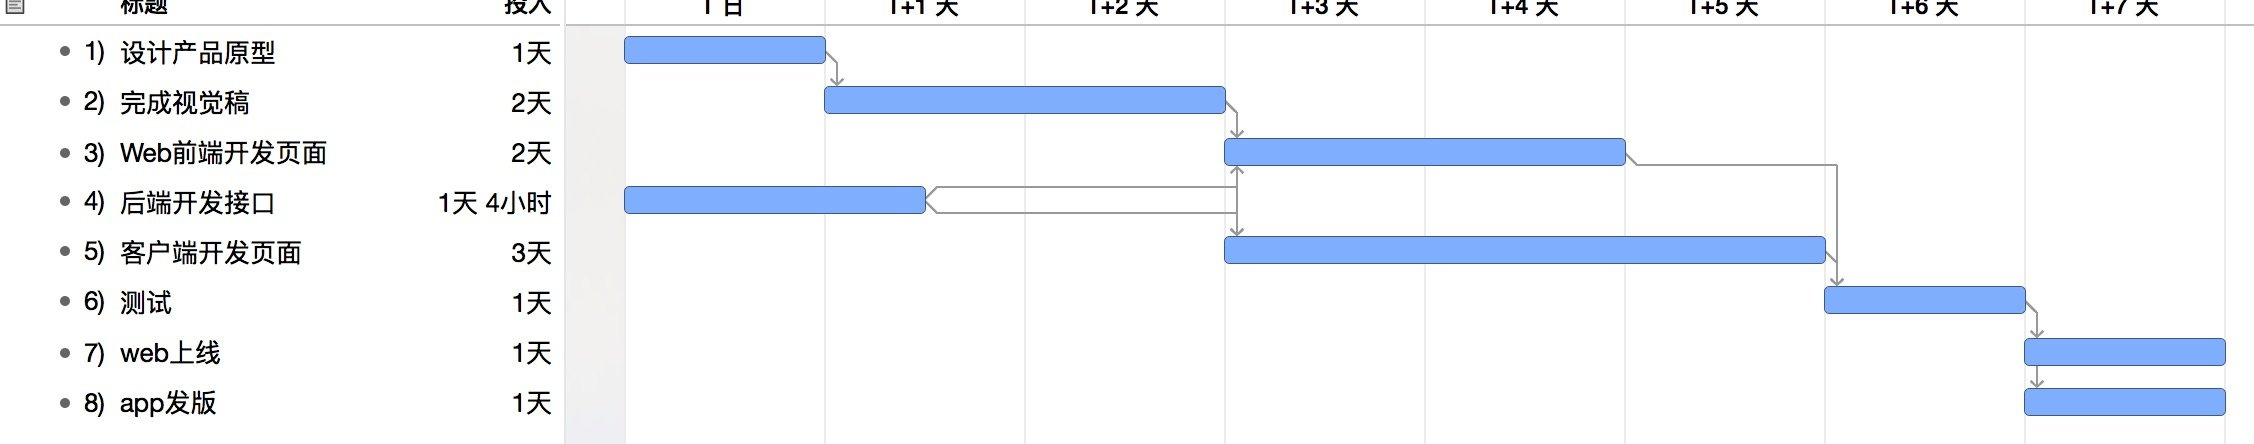 标题 投入 T 日 T+1 天 T+2 天 T+3 天 T+4 天 T+5 天 T+6 天 T+7 天
1) 设计产品原型 1天
2) 完成视觉稿 2天
3) Web前端开发页面 2天
4) 后端开发接口 1天 4小时
5) 客户端开发页面 3天
6) 测试 1天
7) web上线 1天
8) app发版 1天